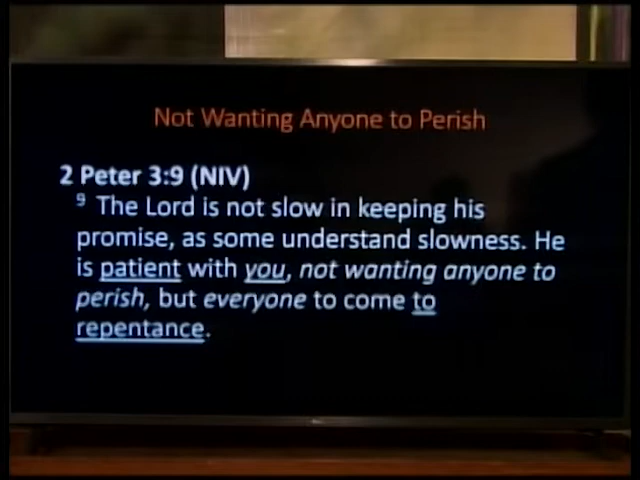 Not Wanting Anyone to Perish
2 Peter 3:9 (NIV)
9 The Lord is not slow in keeping his
promise, as some understand slowness. He
is patient with you, not wanting anyone to
perish, but everyone to come to
repentance.